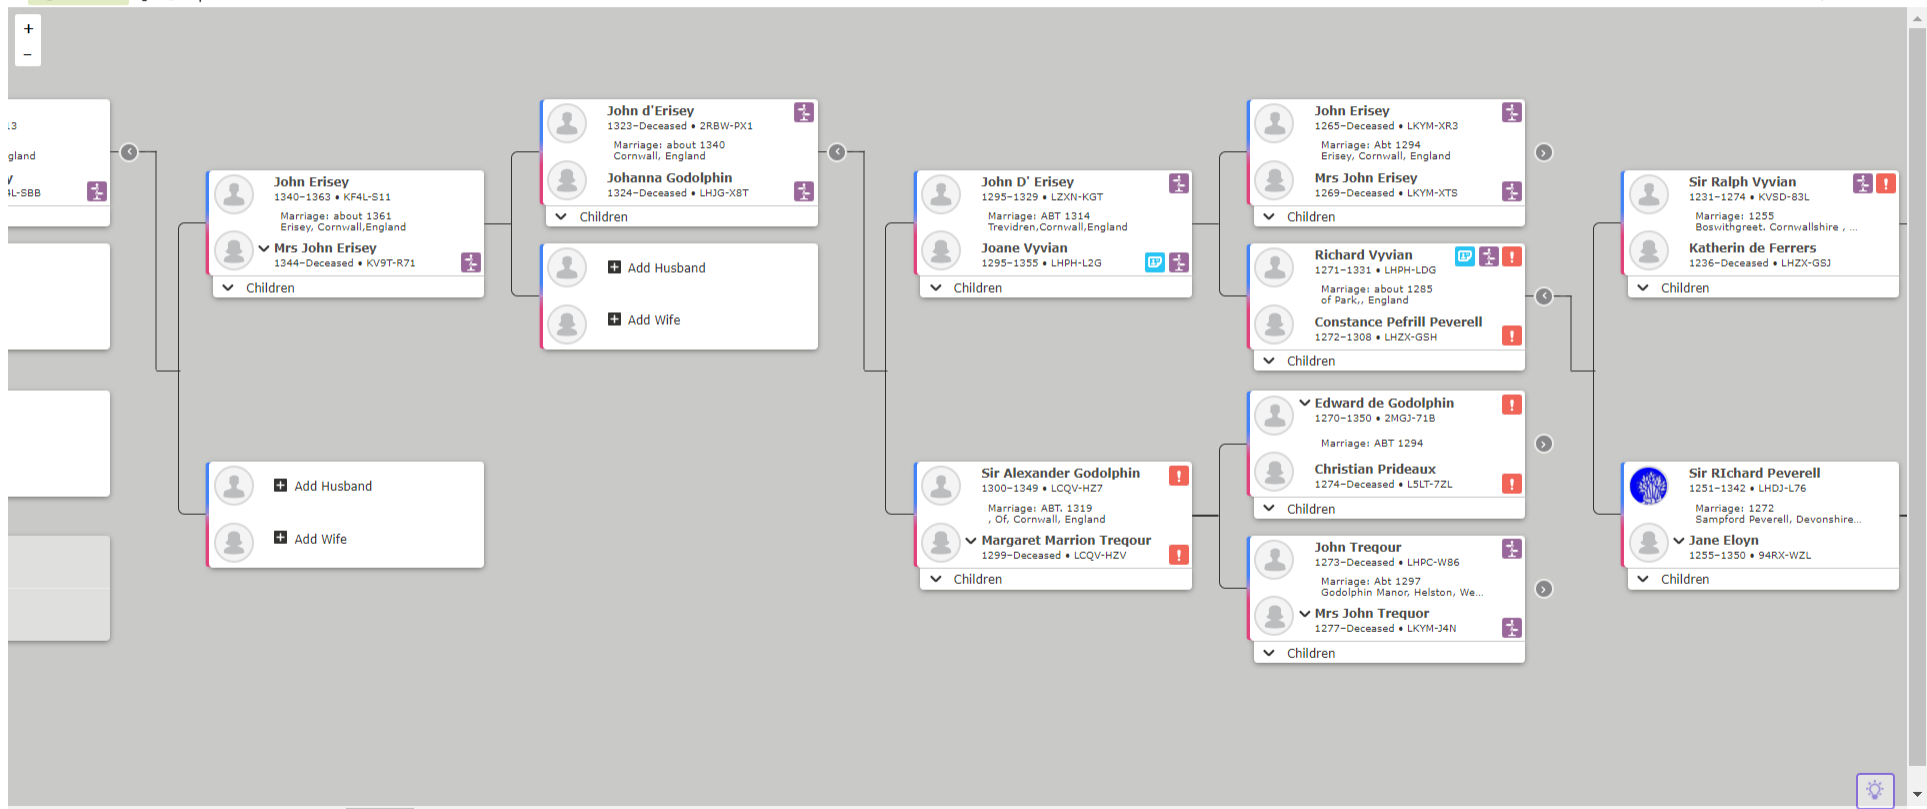 +
−
13
gland
y
4L-SBB
John Erisey
1340–1363 • KF4L-S11
Marriage: about 1361
Erisey, Cornwall,England
Mrs John Erisey
1344–Deceased • KV9T-R71
Children
Add Husband
Add Wife
John d'Erisey
1323–Deceased • 2RBW-PX1
Marriage: about 1340
Cornwall, England
Johanna Godolphin
1324–Deceased • LHJG-X8T
Children
Add Husband
Add Wife
John D' Erisey
1295–1329 • LZXN-KGT
Marriage: ABT 1314
Trevidren,Cornwall,England
Joane Vyvian
1295–1355 • LHPH-L2G
Children
Sir Alexander Godolphin
1300–1349 • LCQV-HZ7
Marriage: ABT. 1319
, Of, Cornwall, England
Margaret Marrion Treqour
1299–Deceased • LCQV-HZV
Children
John Erisey
1265–Deceased • LKYM-XR3
Marriage: Abt 1294
Erisey, Cornwall, England
Mrs John Erisey
1269–Deceased • LKYM-XTS
Children
Richard Vyvian
1271–1331 • LHPH-LDG
Marriage: about 1285
of Park,, England
Constance Pefrill Peverell
1272–1308 • LHZX-GSH
Children
Edward de Godolphin
1270–1350 • 2MGJ-71B
Marriage: ABT 1294
Christian Prideaux
1274–Deceased • L5LT-7ZL
Children
John Treqour
1273–Deceased • LHPC-W86
Marriage: Abt 1297
Godolphin Manor, Helston, We...
Mrs John Trequor
1277–Deceased • LKYM-J4N
Children
Sir Ralph Vyvian
1231–1274 • KVSD-83L
Marriage: 1255
Boswithgreet. Cornwallshire , ...
Katherin de Ferrers
1236–Deceased • LHZX-GSJ
Children
Sir RIchard Peverell
1251–1342 • LHDJ-L76
Marriage: 1272
Sampford Peverell, Devonshire...
Jane Eloyn
1255–1350 • 94RX-WZL
Children